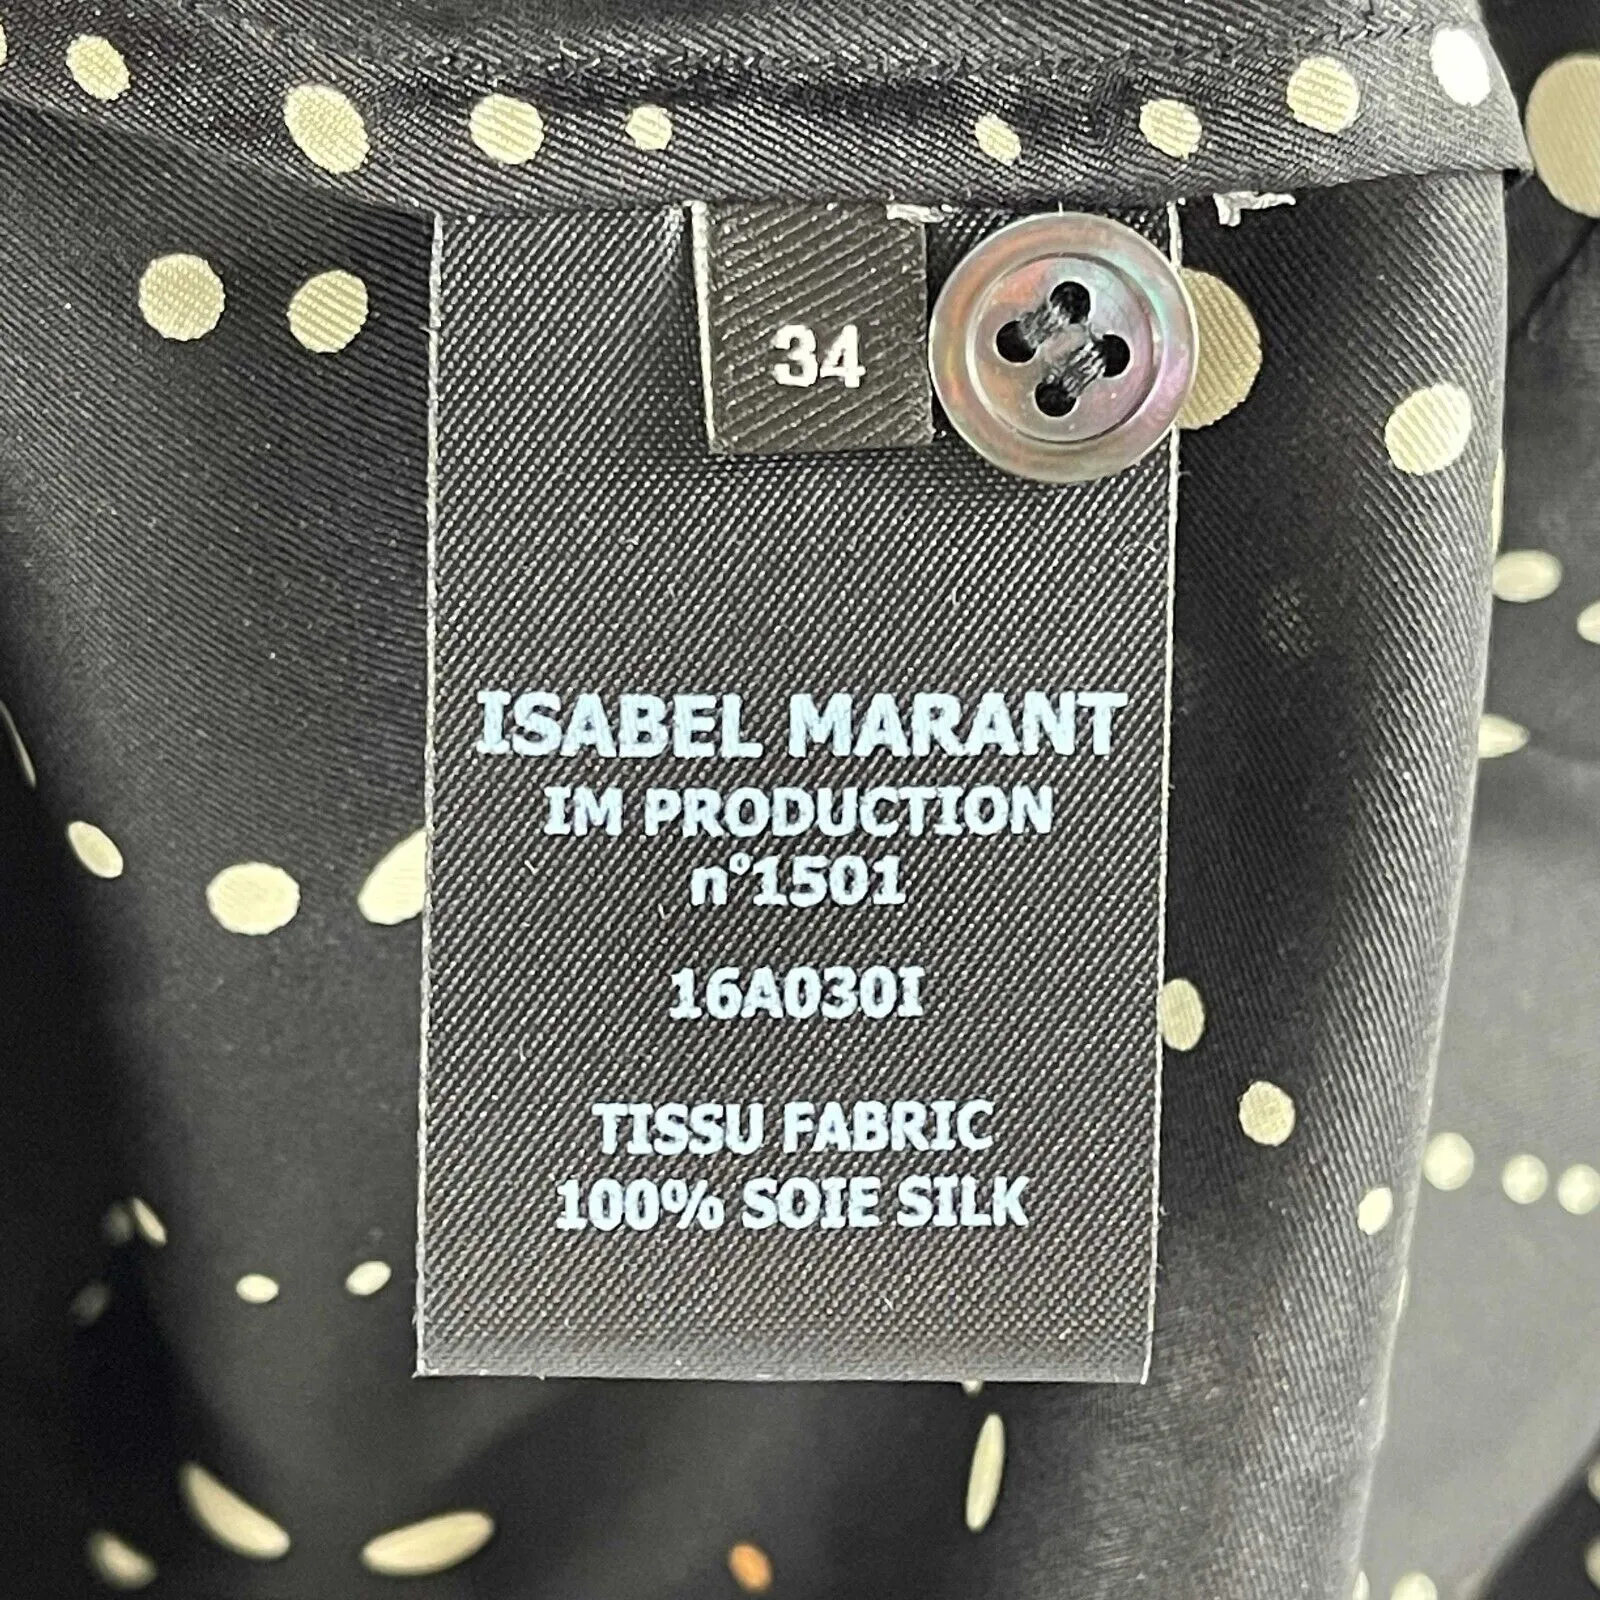 34
ISABEL MARANT
IM PRODUCTION
n°1501
16A030I
TISSU FABRIC
100% SOIE SILK